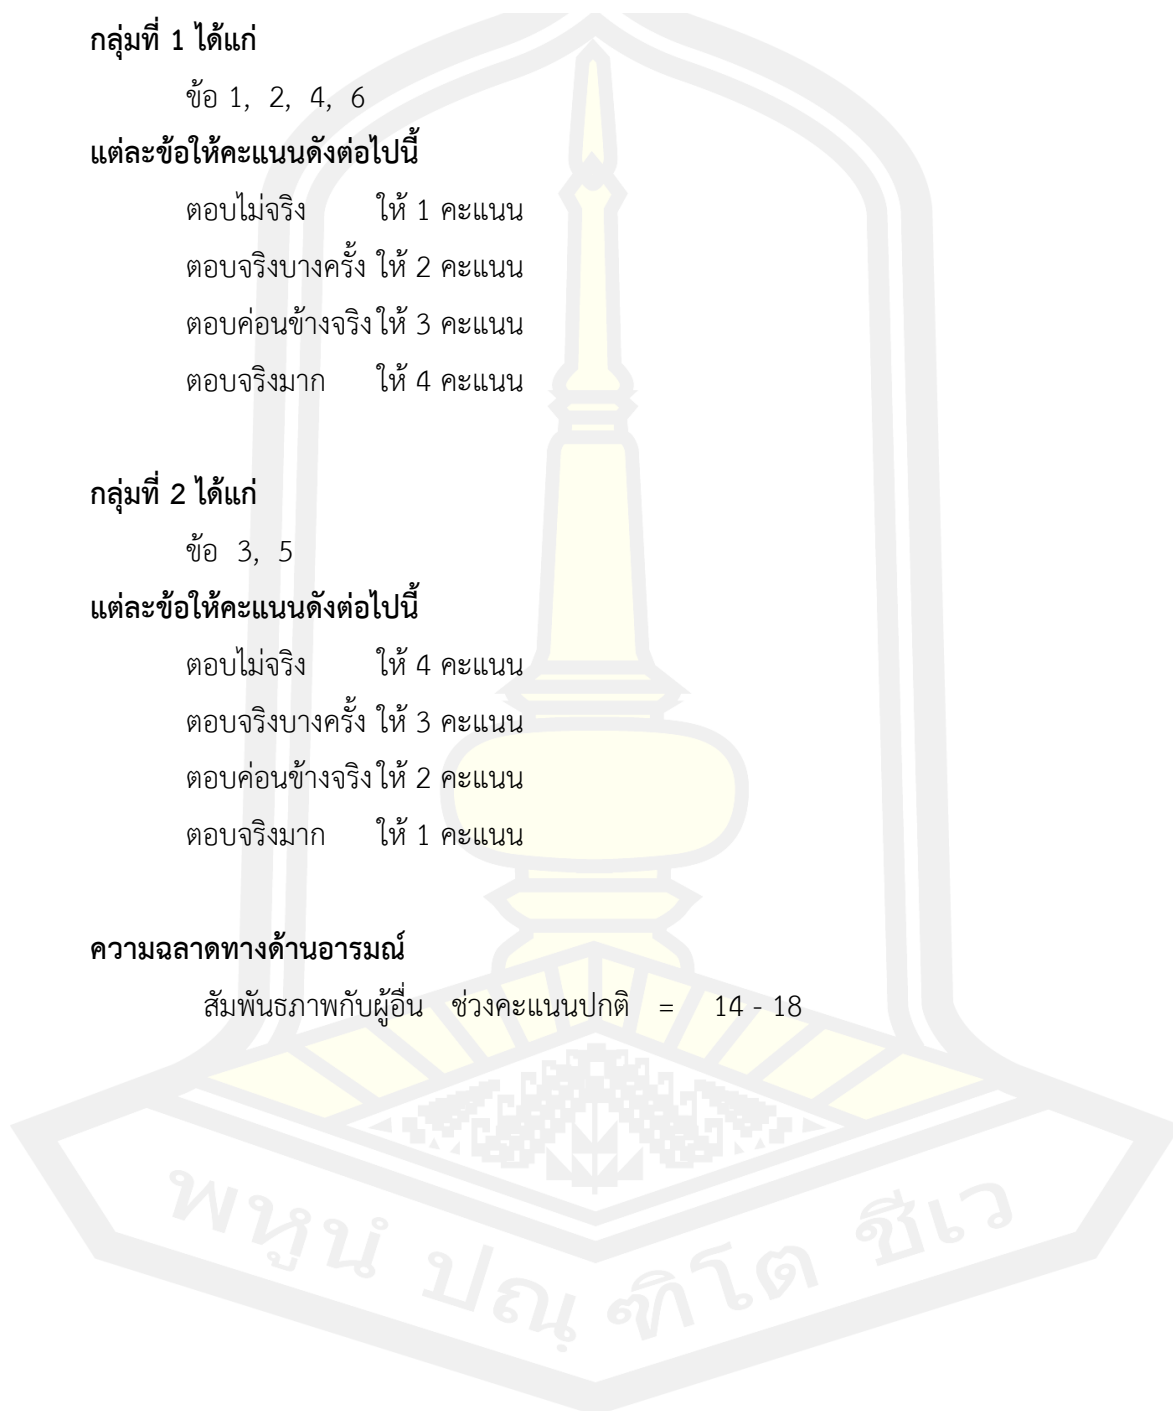 กลุ่มที่ 1 ได้แก่
ข้อ 1, 2, 4, 6
แต่ละข้อให้คะแนนดังต่อไปนี้
ตอบไม่จริง ให้ 1 คะแนน
ตอบจริงบางครั้ง ให้ 2 คะแนน
ตอบค่อนข้างจริง ให้ 3 คะแนน
ตอบจริงมาก ให้ 4 คะแนน
กลุ่มที่ 2 ได้แก่
ข้อ 3, 5
แต่ละข้อให้คะแนนดังต่อไปนี้
ตอบไม่จริง ให้ 4 คะแนน
ตอบจริงบางครั้ง ให้ 3 คะแนน
ตอบค่อนข้างจริง ให้ 2 คะแนน
ตอบจริงมาก ให้ 1 คะแนน
ความฉลาดทางด้านอารมณ์
สัมพันธภาพกับผู้อื่น ช่วงคะแนนปกติ = 14 - 18
พหูนํ ปณฺฑิโต ชีเว